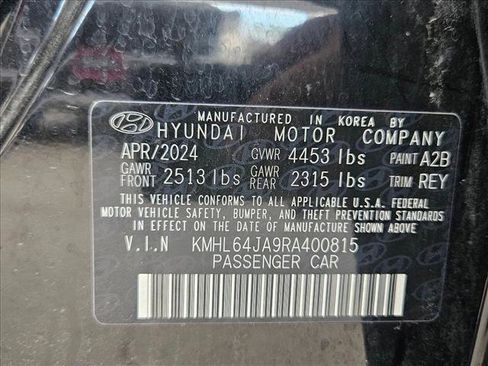 MANUFACTURED IN KOREA BY
HYUNDAI MOTOR COMPANY
APR/2024 GVWR 4453 lbs PAINT A2B
GAWR FRONT 2513 lbs GAWR REAR 2315 lbs TRIM REY
THIS VEHICLE CONFORMS TO ALL APPLICABLE U.S.A. FEDERAL
MOTOR VEHICLE SAFETY, BUMPER, AND THEFT PREVENTION STANDARDS
IN EFFECT ON THE DATE OF MANUFACTURE SHOWN ABOVE.
V.I.N KMHL64JA9RA400815
PASSENGER CAR